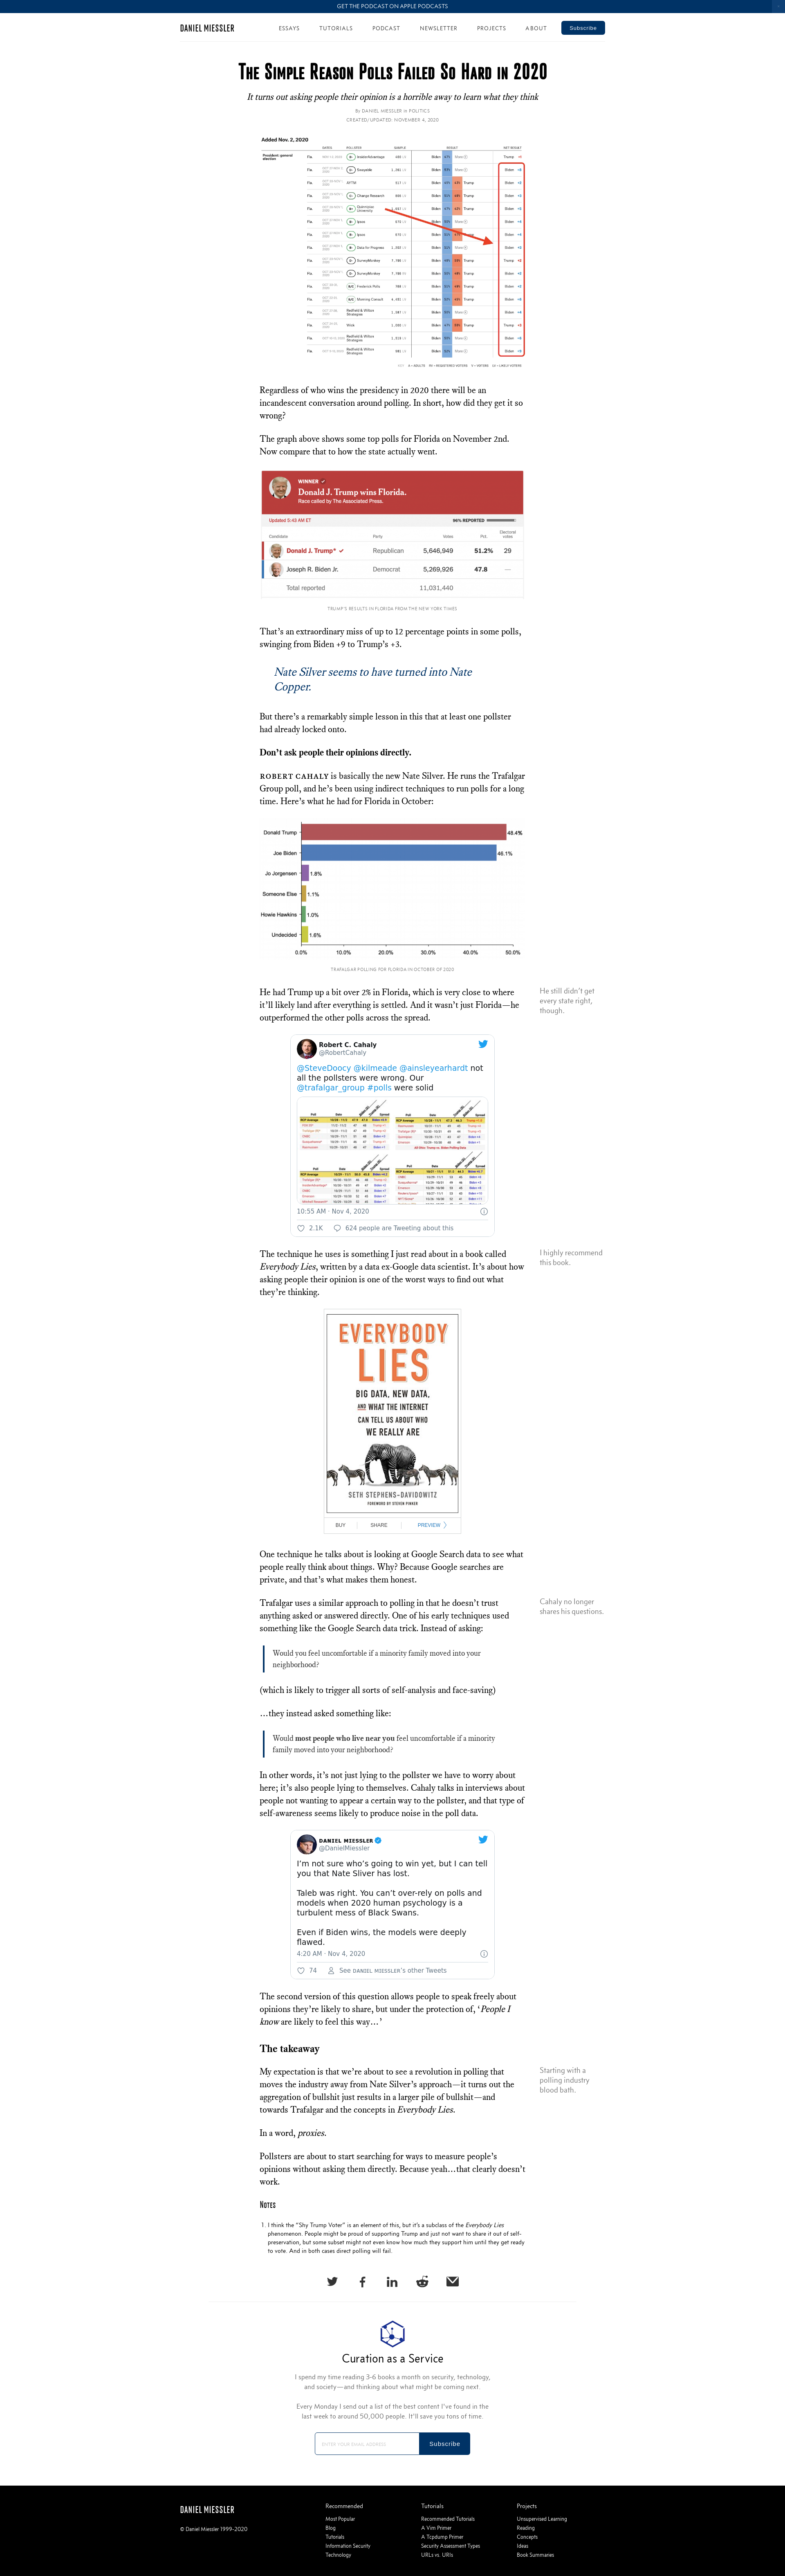 GET THE PODCAST ON APPLE PODCASTS
DANIEL MIESSLER
ESSAYS
TUTORIALS
PODCAST
NEWSLETTER
PROJECTS
ABOUT
Subscribe
The Simple Reason Polls Failed So Hard in 2020
It turns out asking people their opinion is a horrible away to learn what they think
By DANIEL MIESSLER in POLITICS
CREATED/UPDATED: NOVEMBER 4, 2020
Added Nov. 2, 2020
DATES POLLSTER SAMPLE RESULT NET RESULT
President: general
election
Regardless of who wins the presidency in 2020 there will be an
incandescent conversation around polling. In short, how did they get it so
wrong?
The graph above shows some top polls for Florida on November 2nd.
Now compare that to how the state actually went.
WINNER ✓
Donald J. Trump wins Florida.
Race called by The Associated Press.
Updated 5:43 AM ET
96% REPORTED
Candidate Party Votes Pct. Electoral
votes
Donald J. Trump* ✓ Republican 5,646,949 51.2% 29
Joseph R. Biden Jr. Democrat 5,269,926 47.8 —
Total reported 11,031,440
TRUMP'S RESULTS IN FLORIDA FROM THE NEW YORK TIMES
That's an extraordinary miss of up to 12 percentage points in some polls,
swinging from Biden +9 to Trump's +3.
Nate Silver seems to have turned into Nate
Copper.
But there's a remarkably simple lesson in this that at least one pollster
had already locked onto.
Don't ask people their opinions directly.
ROBERT CAHALY is basically the new Nate Silver. He runs the Trafalgar
Group poll, and he's been using indirect techniques to run polls for a long
time. Here's what he had for Florida in October:
Donald Trump 48.4%
Joe Biden 46.1%
Jo Jorgensen 1.8%
Someone Else 1.1%
Howie Hawkins 1.0%
Undecided 1.6%
0.0% 10.0% 20.0% 30.0% 40.0% 50.0%
TRAFALGAR POLLING FOR FLORIDA IN OCTOBER OF 2020
He had Trump up a bit over 2% in Florida, which is very close to where
it'll likely land after everything is settled. And it wasn't just Florida—he
outperformed the other polls across the spread.
He still didn't get
every state right,
though.
Robert C. Cahaly
@RobertCahaly
@SteveDoocy @kilmeade @ainsleyearhardt not
all the pollsters were wrong. Our
@trafalgar_group #polls were solid
10:55 AM · Nov 4, 2020
2.1K 624 people are Tweeting about this
The technique he uses is something I just read about in a book called
Everybody Lies, written by a data ex-Google data scientist. It's about how
asking people their opinion is one of the worst ways to find out what
they're thinking.
I highly recommend
this book.
EVERYBODY
LIES
BIG DATA, NEW DATA,
AND WHAT THE INTERNET
CAN TELL US ABOUT WHO
WE REALLY ARE
SETH STEPHENS-DAVIDOWITZ
FOREWORD BY STEVEN PINKER
BUY SHARE PREVIEW
One technique he talks about is looking at Google Search data to see what
people really think about things. Why? Because Google searches are
private, and that's what makes them honest.
Trafalgar uses a similar approach to polling in that he doesn't trust
anything asked or answered directly. One of his early techniques used
something like the Google Search data trick. Instead of asking:
Cahaly no longer
shares his questions.
Would you feel uncomfortable if a minority family moved into your
neighborhood?
(which is likely to trigger all sorts of self-analysis and face-saving)
…they instead asked something like:
Would most people who live near you feel uncomfortable if a minority
family moved into your neighborhood?
In other words, it's not just lying to the pollster we have to worry about
here; it's also people lying to themselves. Cahaly talks in interviews about
people not wanting to appear a certain way to the pollster, and that type of
self-awareness seems likely to produce noise in the poll data.
DANIEL MIESSLER
@DanielMiessler
I'm not sure who's going to win yet, but I can tell
you that Nate Sliver has lost.
Taleb was right. You can't over-rely on polls and
models when 2020 human psychology is a
turbulent mess of Black Swans.
Even if Biden wins, the models were deeply
flawed.
4:20 AM · Nov 4, 2020
74 See DANIEL MIESSLER's other Tweets
The second version of this question allows people to speak freely about
opinions they're likely to share, but under the protection of, ‘People I
know are likely to feel this way…’
The takeaway
My expectation is that we're about to see a revolution in polling that
moves the industry away from Nate Silver's approach—it turns out the
aggregation of bullshit just results in a larger pile of bullshit—and
towards Trafalgar and the concepts in Everybody Lies.
Starting with a
polling industry
blood bath.
In a word, proxies.
Pollsters are about to start searching for ways to measure people's
opinions without asking them directly. Because yeah…that clearly doesn't
work.
Notes
1. I think the "Shy Trump Voter" is an element of this, but it's a subclass of the Everybody Lies
phenomenon. People might be proud of supporting Trump and just not want to share it out of self-
preservation, but some subset might not even know how much they support him until they get ready
to vote. And in both cases direct polling will fail.
Curation as a Service
I spend my time reading 3-6 books a month on security, technology,
and society—and thinking about what might be coming next.
Every Monday I send out a list of the best content I've found in the
last week to around 50,000 people. It'll save you tons of time.
ENTER YOUR EMAIL ADDRESS
Subscribe
DANIEL MIESSLER
© Daniel Miessler 1999-2020
Recommended
Most Popular
Blog
Tutorials
Information Security
Technology
Tutorials
Recommended Tutorials
A Vim Primer
A Tcpdump Primer
Security Assessment Types
URLs vs. URIs
Projects
Unsupervised Learning
Reading
Concepts
Ideas
Book Summaries